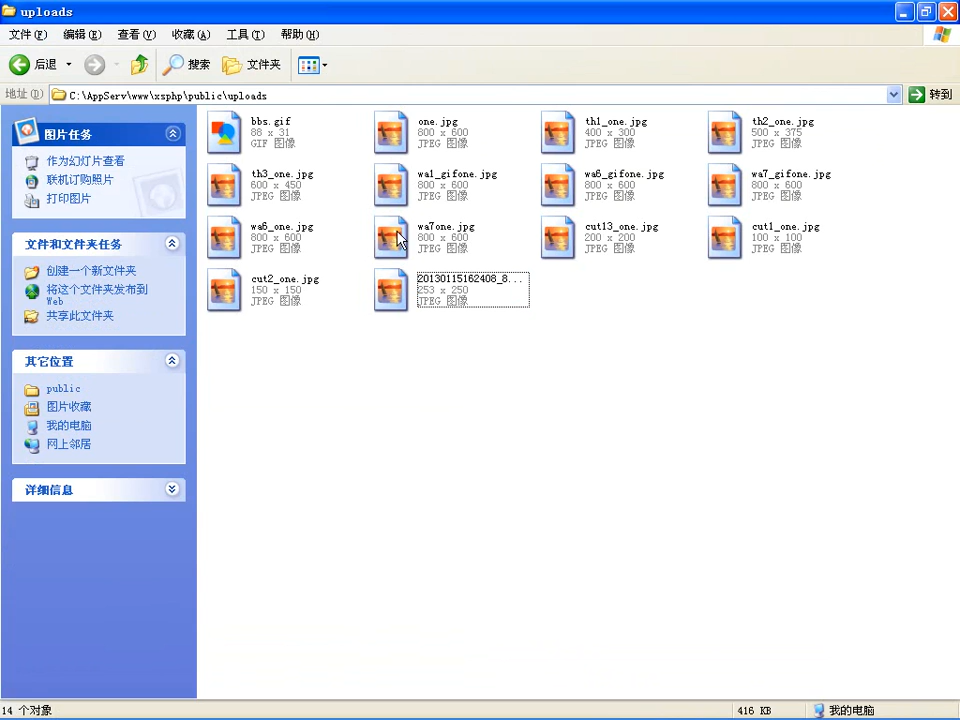 uploads
文件(F) 编辑(E) 查看(V) 收藏(A) 工具(T) 帮助(H)
后退 搜索 文件夹
地址(D) C:\AppServ\www\xsphp\public\uploads 转到
图片任务
作为幻灯片查看
联机订购照片
打印图片
文件和文件夹任务
创建一个新文件夹
将这个文件夹发布到
Web
共享此文件夹
其它位置
public
图片收藏
我的电脑
网上邻居
详细信息
bbs.gif
88 x 31
GIF 图像
one.jpg
800 x 600
JPEG 图像
th1_one.jpg
400 x 300
JPEG 图像
th2_one.jpg
500 x 375
JPEG 图像
th3_one.jpg
600 x 450
JPEG 图像
wa1_gifone.jpg
800 x 600
JPEG 图像
wa6_gifone.jpg
800 x 600
JPEG 图像
wa7_gifone.jpg
800 x 600
JPEG 图像
wa6_one.jpg
800 x 600
JPEG 图像
wa7one.jpg
800 x 600
JPEG 图像
cut13_one.jpg
200 x 200
JPEG 图像
cut1_one.jpg
100 x 100
JPEG 图像
cut2_one.jpg
150 x 150
JPEG 图像
20130115162408_8...
253 x 250
JPEG 图像
14 个对象 416 KB 我的电脑